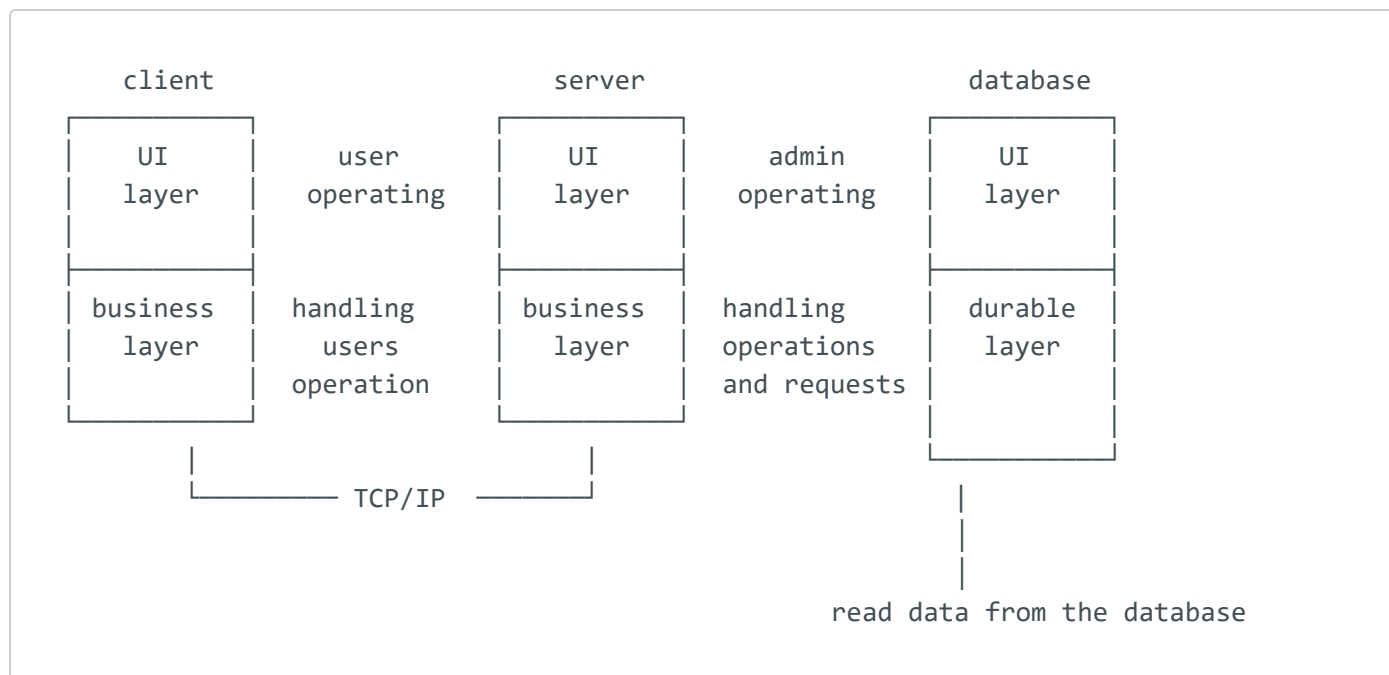 client server database
UI user UI admin UI
layer operating layer operating layer
business handling business handling durable
layer users layer operations layer
operation and requests
TCP/IP
read data from the database